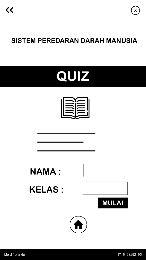 SISTEM PEREDARAN DARAH MANUSIA
QUIZ
NAMA :
KELAS :
MULAI